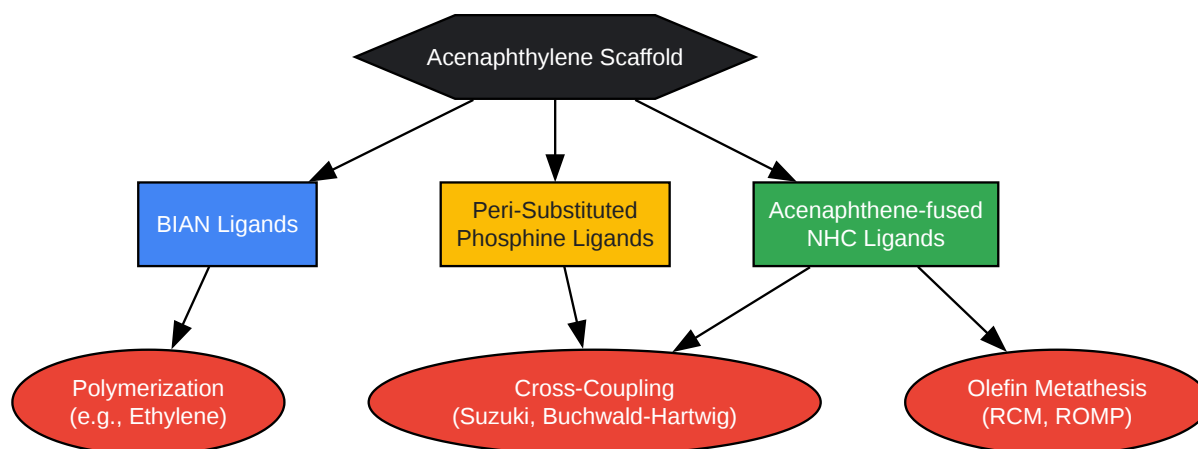 Acenaphthylene Scaffold
BIAN Ligands
Peri-Substituted
Phosphine Ligands
Acenaphthene-fused
NHC Ligands
Polymerization
(e.g., Ethylene)
Cross-Coupling
(Suzuki, Buchwald-Hartwig)
Olefin Metathesis
(RCM, ROMP)